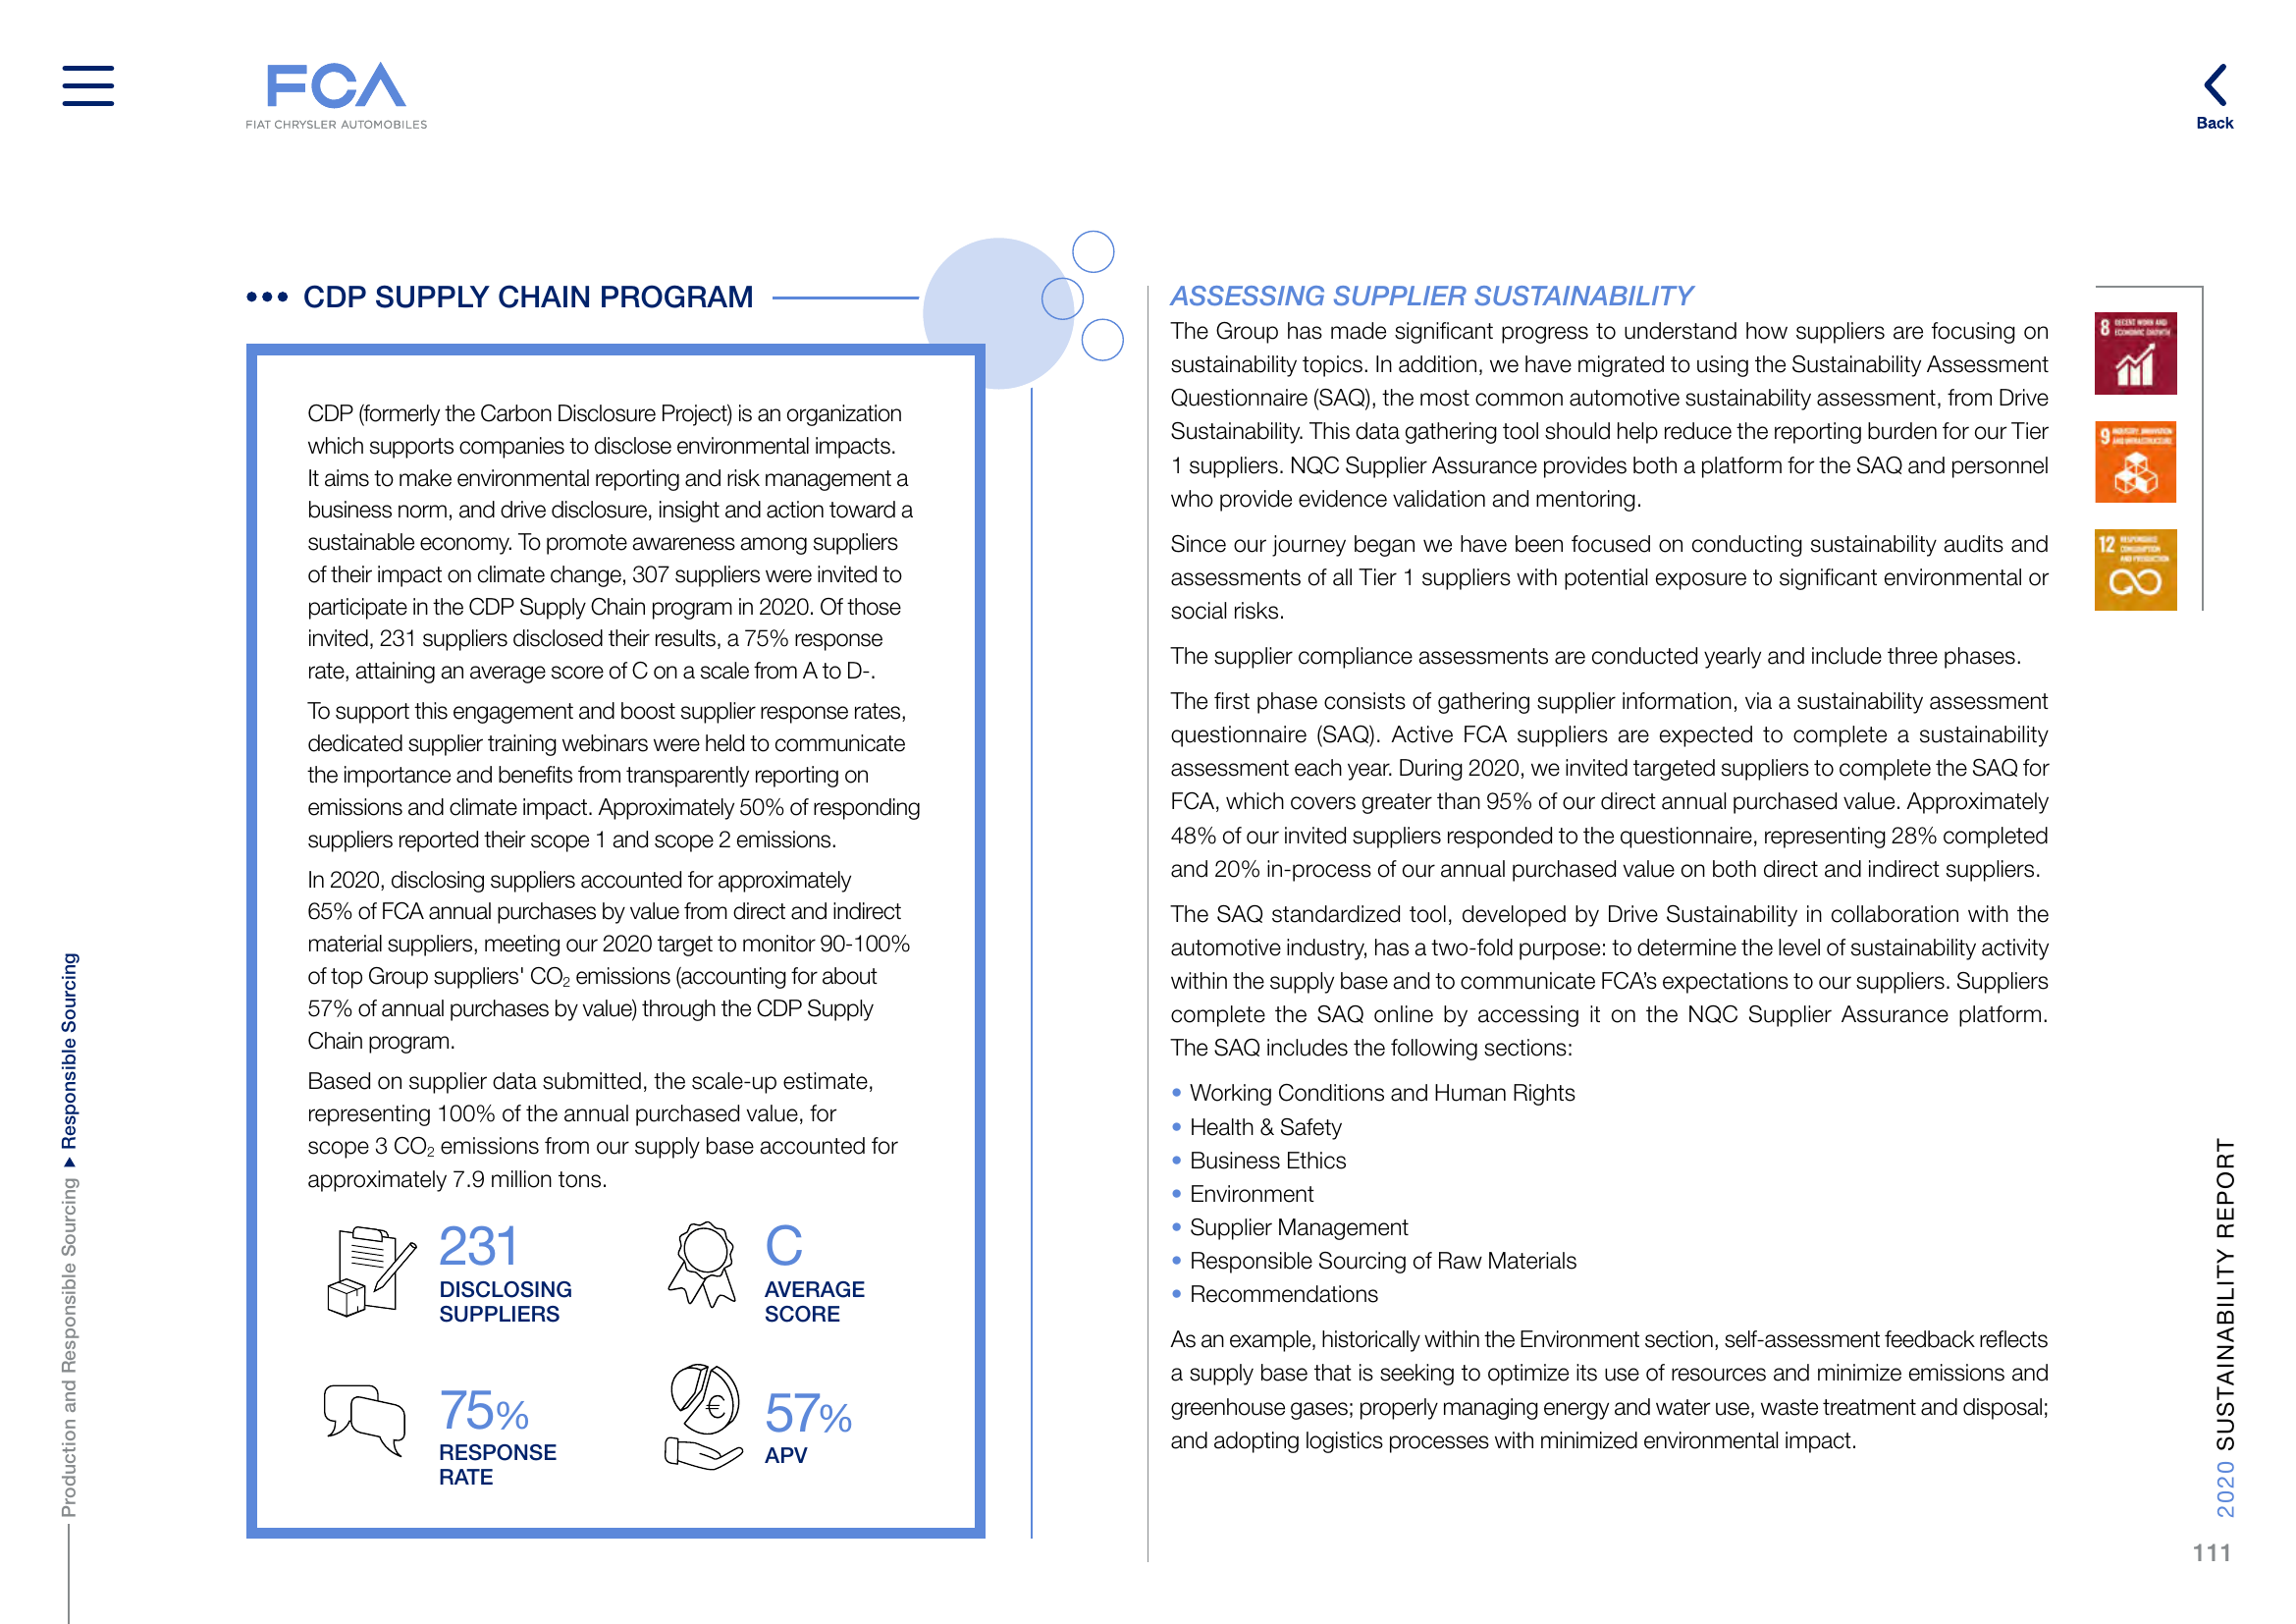 FCA
FIAT CHRYSLER AUTOMOBILES
Back
••• CDP SUPPLY CHAIN PROGRAM
CDP (formerly the Carbon Disclosure Project) is an organization
which supports companies to disclose environmental impacts.
It aims to make environmental reporting and risk management a
business norm, and drive disclosure, insight and action toward a
sustainable economy. To promote awareness among suppliers
of their impact on climate change, 307 suppliers were invited to
participate in the CDP Supply Chain program in 2020. Of those
invited, 231 suppliers disclosed their results, a 75% response
rate, attaining an average score of C on a scale from A to D-.
To support this engagement and boost supplier response rates,
dedicated supplier training webinars were held to communicate
the importance and benefits from transparently reporting on
emissions and climate impact. Approximately 50% of responding
suppliers reported their scope 1 and scope 2 emissions.
In 2020, disclosing suppliers accounted for approximately
65% of FCA annual purchases by value from direct and indirect
material suppliers, meeting our 2020 target to monitor 90-100%
of top Group suppliers' CO₂ emissions (accounting for about
57% of annual purchases by value) through the CDP Supply
Chain program.
Based on supplier data submitted, the scale-up estimate,
representing 100% of the annual purchased value, for
scope 3 CO₂ emissions from our supply base accounted for
approximately 7.9 million tons.
231
DISCLOSING
SUPPLIERS
C
AVERAGE
SCORE
75%
RESPONSE
RATE
€
57%
APV
ASSESSING SUPPLIER SUSTAINABILITY
The Group has made significant progress to understand how suppliers are focusing on
sustainability topics. In addition, we have migrated to using the Sustainability Assessment
Questionnaire (SAQ), the most common automotive sustainability assessment, from Drive
Sustainability. This data gathering tool should help reduce the reporting burden for our Tier
1 suppliers. NQC Supplier Assurance provides both a platform for the SAQ and personnel
who provide evidence validation and mentoring.
Since our journey began we have been focused on conducting sustainability audits and
assessments of all Tier 1 suppliers with potential exposure to significant environmental or
social risks.
The supplier compliance assessments are conducted yearly and include three phases.
The first phase consists of gathering supplier information, via a sustainability assessment
questionnaire (SAQ). Active FCA suppliers are expected to complete a sustainability
assessment each year. During 2020, we invited targeted suppliers to complete the SAQ for
FCA, which covers greater than 95% of our direct annual purchased value. Approximately
48% of our invited suppliers responded to the questionnaire, representing 28% completed
and 20% in-process of our annual purchased value on both direct and indirect suppliers.
The SAQ standardized tool, developed by Drive Sustainability in collaboration with the
automotive industry, has a two-fold purpose: to determine the level of sustainability activity
within the supply base and to communicate FCA's expectations to our suppliers. Suppliers
complete the SAQ online by accessing it on the NQC Supplier Assurance platform.
The SAQ includes the following sections:
• Working Conditions and Human Rights
• Health & Safety
• Business Ethics
• Environment
• Supplier Management
• Responsible Sourcing of Raw Materials
• Recommendations
As an example, historically within the Environment section, self-assessment feedback reflects
a supply base that is seeking to optimize its use of resources and minimize emissions and
greenhouse gases; properly managing energy and water use, waste treatment and disposal;
and adopting logistics processes with minimized environmental impact.
8 DECENT WORK AND
ECONOMIC GROWTH
9 INDUSTRY, INNOVATION
AND INFRASTRUCTURE
12 RESPONSIBLE
CONSUMPTION
AND PRODUCTION
Production and Responsible Sourcing ▶ Responsible Sourcing
2020 SUSTAINABILITY REPORT
111